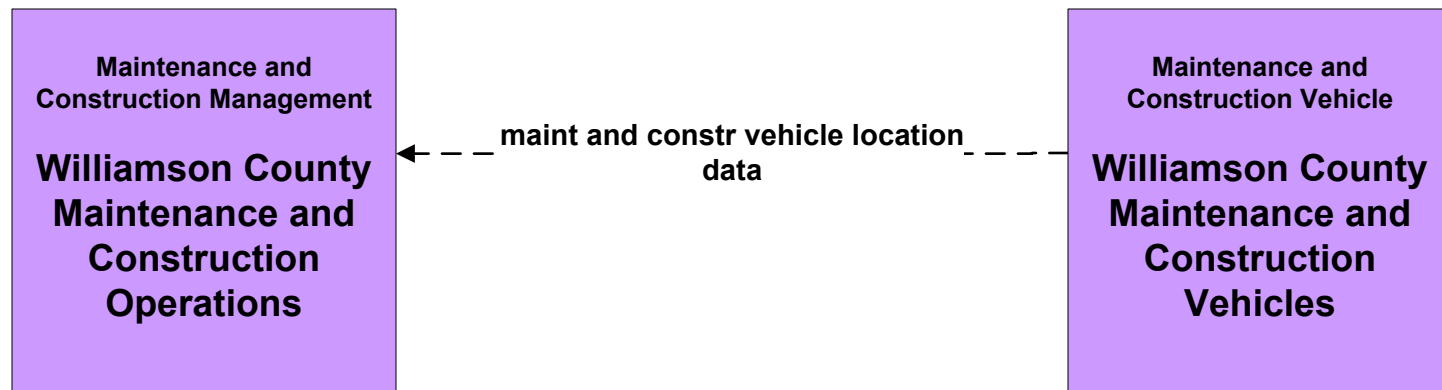 Maintenance and
Construction Management
Williamson County
Maintenance and
Construction
Operations
maint and constr vehicle location
data
Maintenance and
Construction Vehicle
Williamson County
Maintenance and
Construction
Vehicles